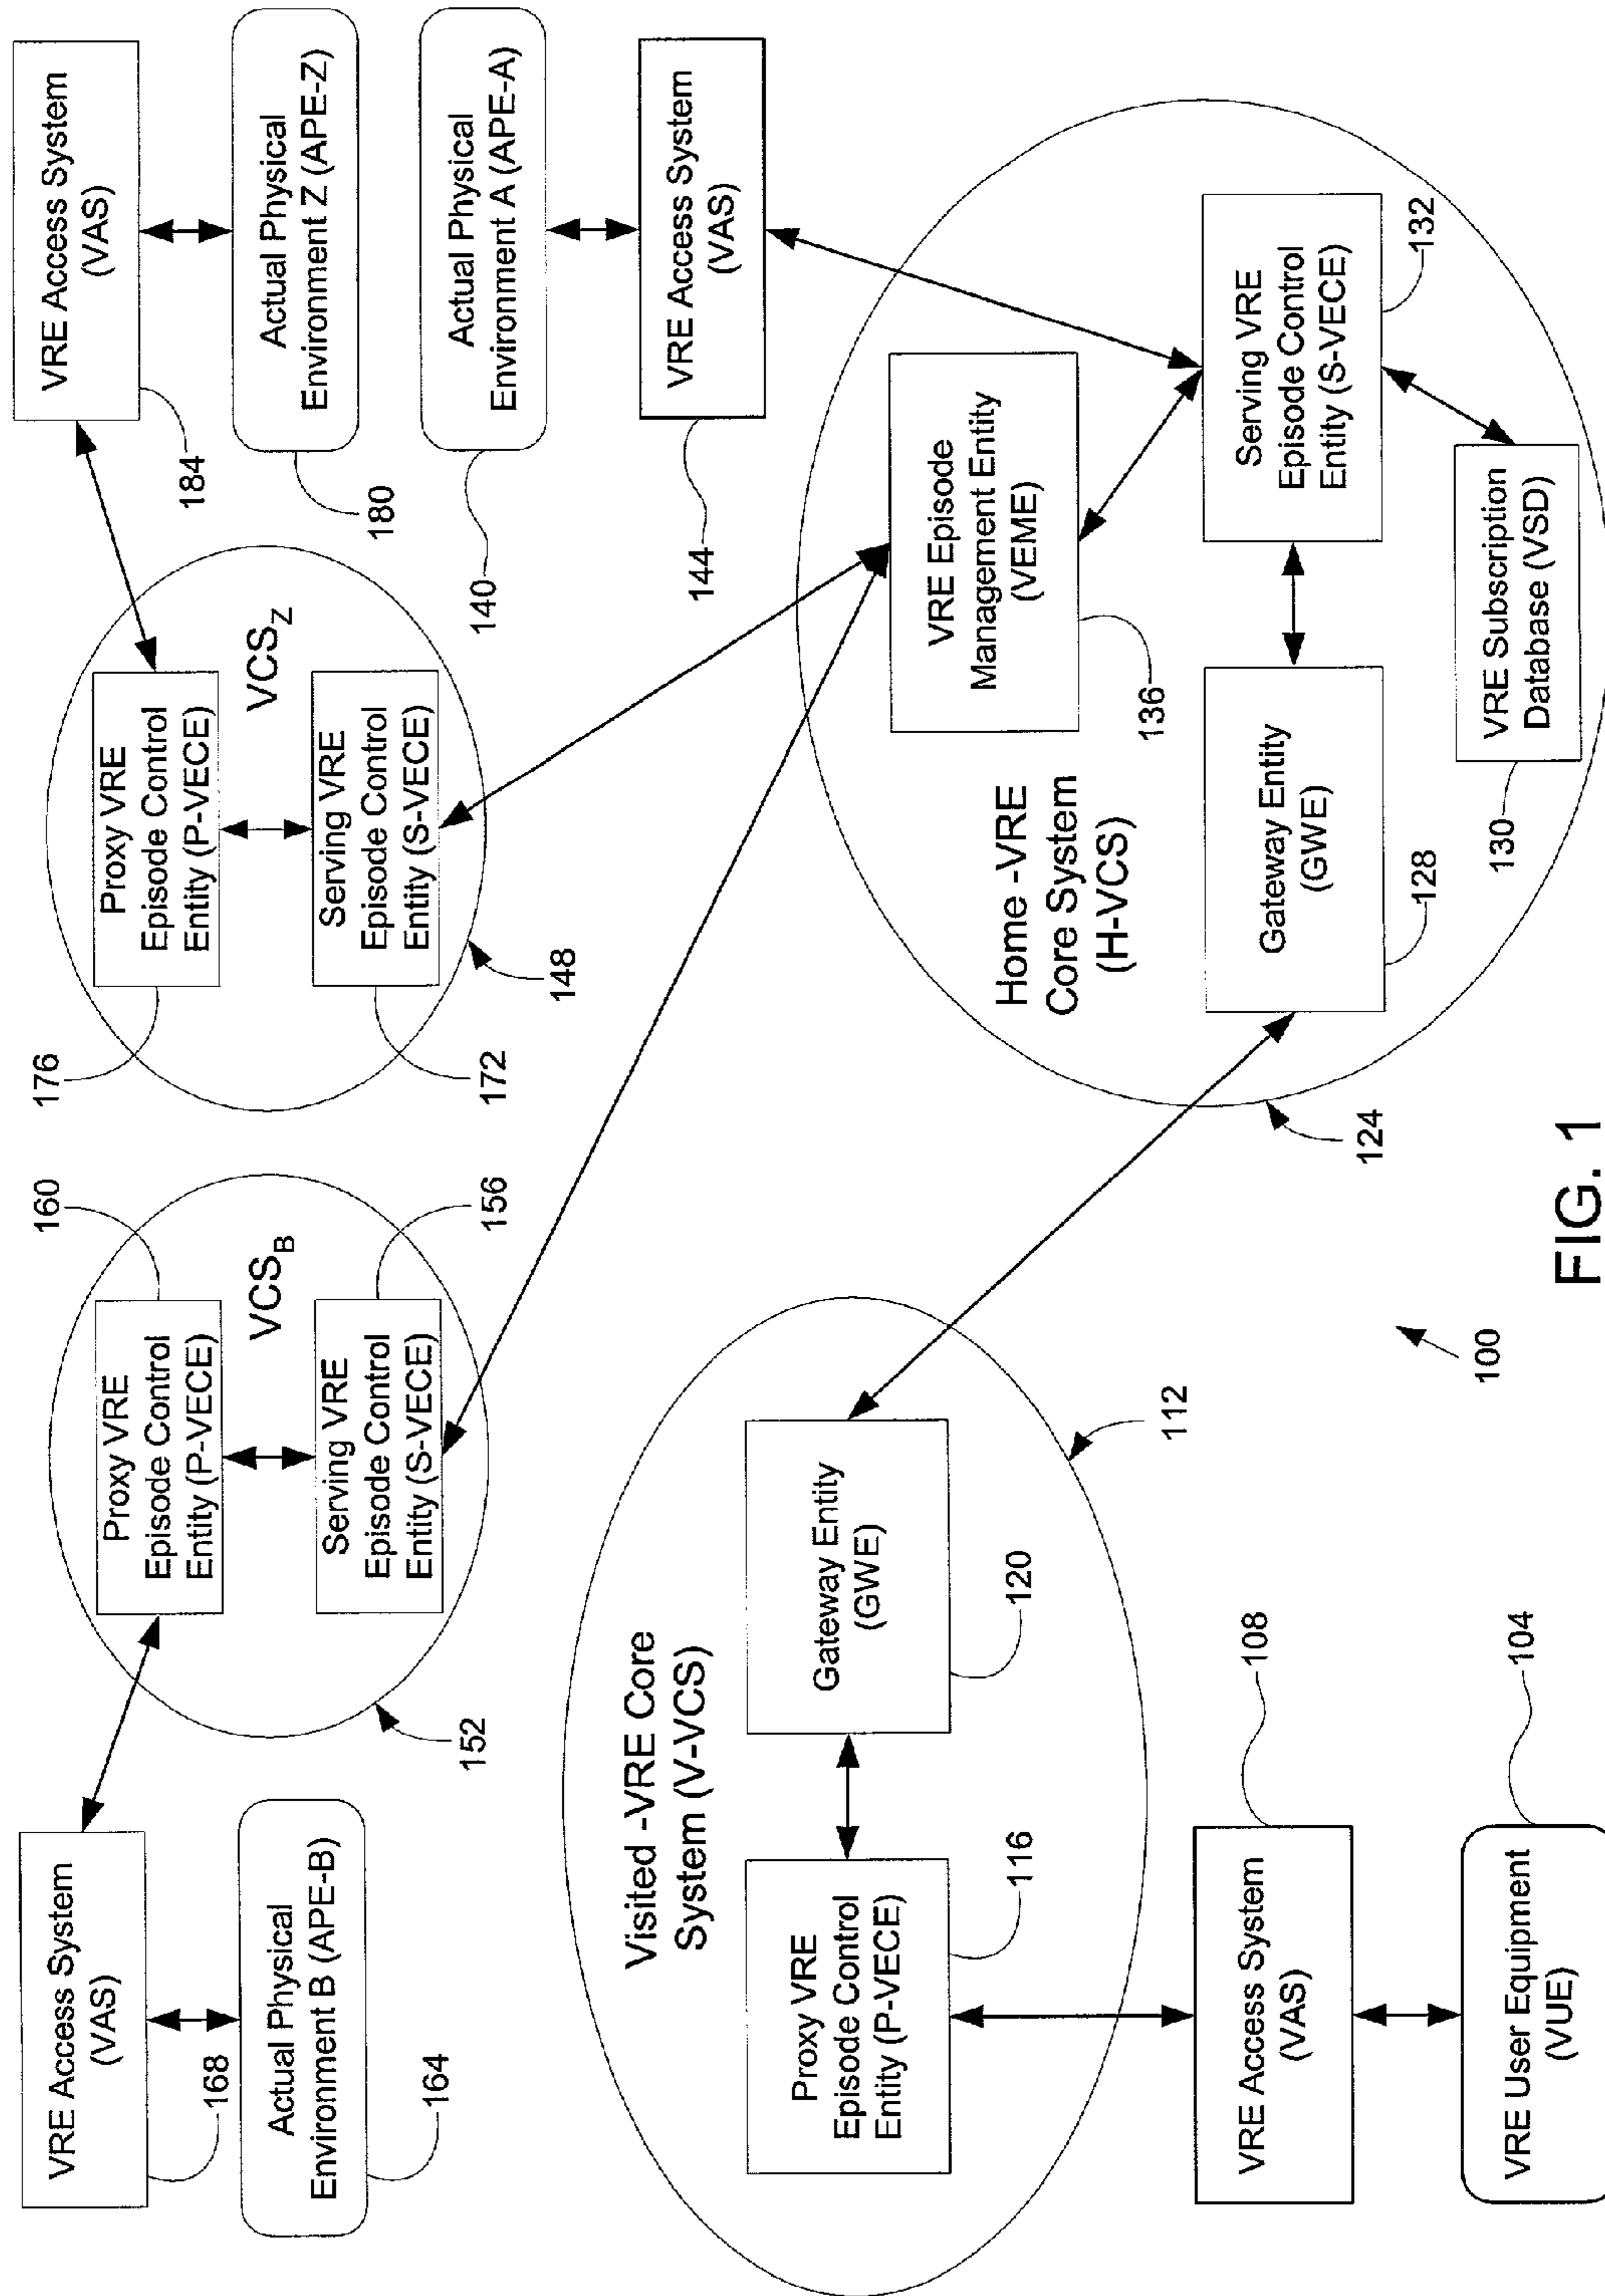 VRE Access System
(VAS)
168
Actual Physical
Environment B (APE-B)
164
Proxy VRE
Episode Control
Entity (P-VECE)
160
VCS_B
Serving VRE
Episode Control
Entity (S-VECE)
156
152
Proxy VRE
Episode Control
Entity (P-VECE)
176
VCS_Z
Serving VRE
Episode Control
Entity (S-VECE)
172
148
VRE Access System
(VAS)
184
Actual Physical
Environment Z (APE-Z)
180
Actual Physical
Environment A (APE-A)
140
VRE Access System
(VAS)
144
Visited -VRE Core
System (V-VCS)
Proxy VRE
Episode Control
Entity (P-VECE)
116
Gateway Entity
(GWE)
120
112
VRE Access System
(VAS)
108
VRE User Equipment
(VUE)
104
Home -VRE
Core System
(H-VCS)
VRE Episode
Management Entity
(VEME)
136
Gateway Entity
(GWE)
128
Serving VRE
Episode Control
Entity (S-VECE)
132
VRE Subscription
Database (VSD)
130
124
100
FIG. 1